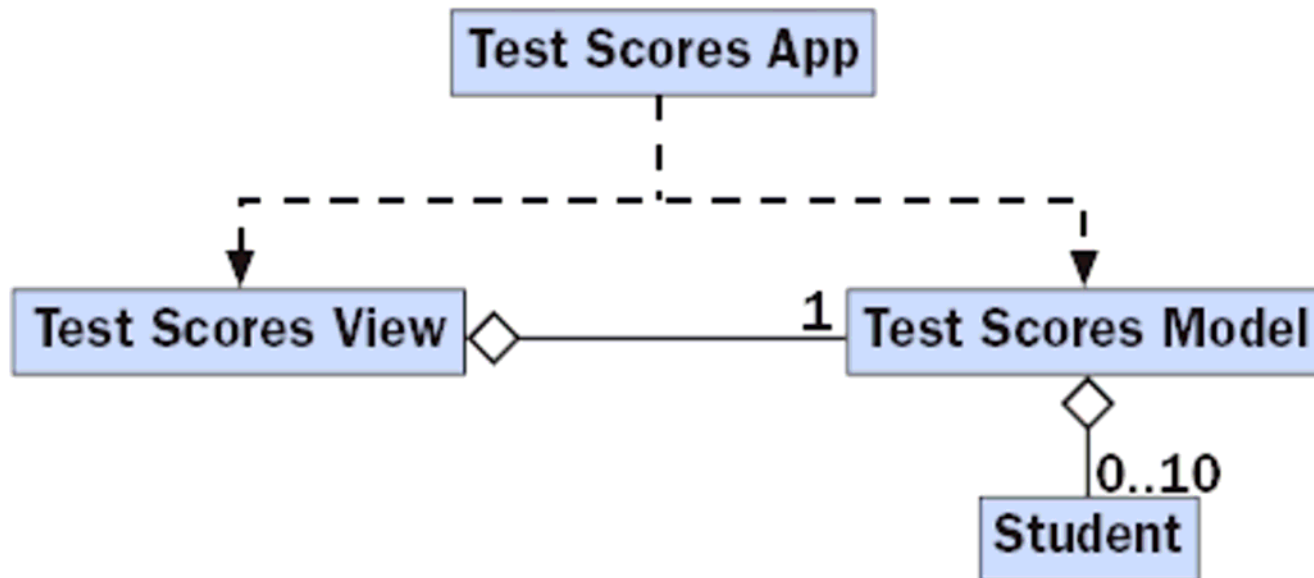 Test Scores App
Test Scores View
1
Test Scores Model
0..10
Student